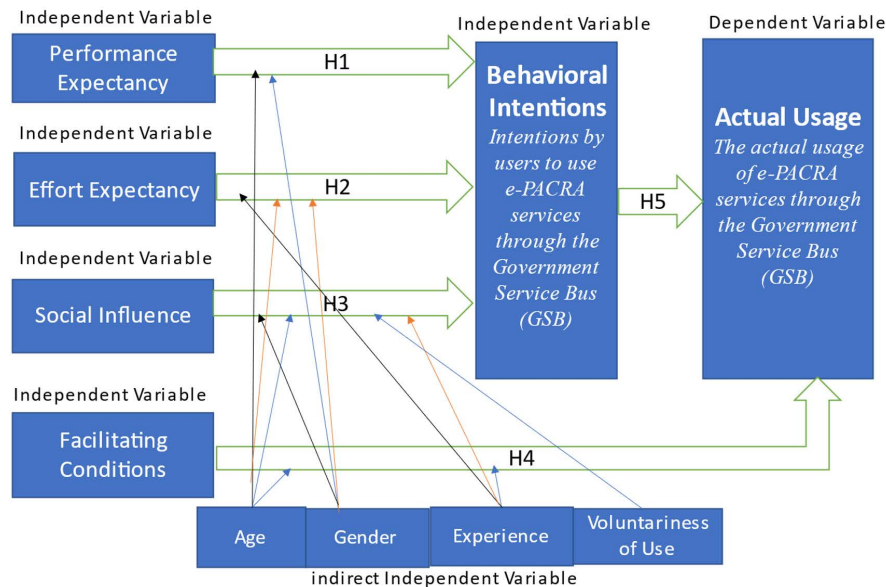 Independent Variable
Performance
Expectancy
H1
Independent Variable
Behavioral
Intentions
Intentions by
users to use
e-PACRA
services
through the
Government
Service Bus
(GSB)
Dependent Variable
Actual Usage
The actual usage
of e-PACRA
services through
the Government
Service Bus
(GSB)
Independent Variable
Effort Expectancy
H2
H5
Independent Variable
Social Influence
H3
Independent Variable
Facilitating
Conditions
H4
Age
Gender
Experience
Voluntariness
of Use
indirect Independent Variable